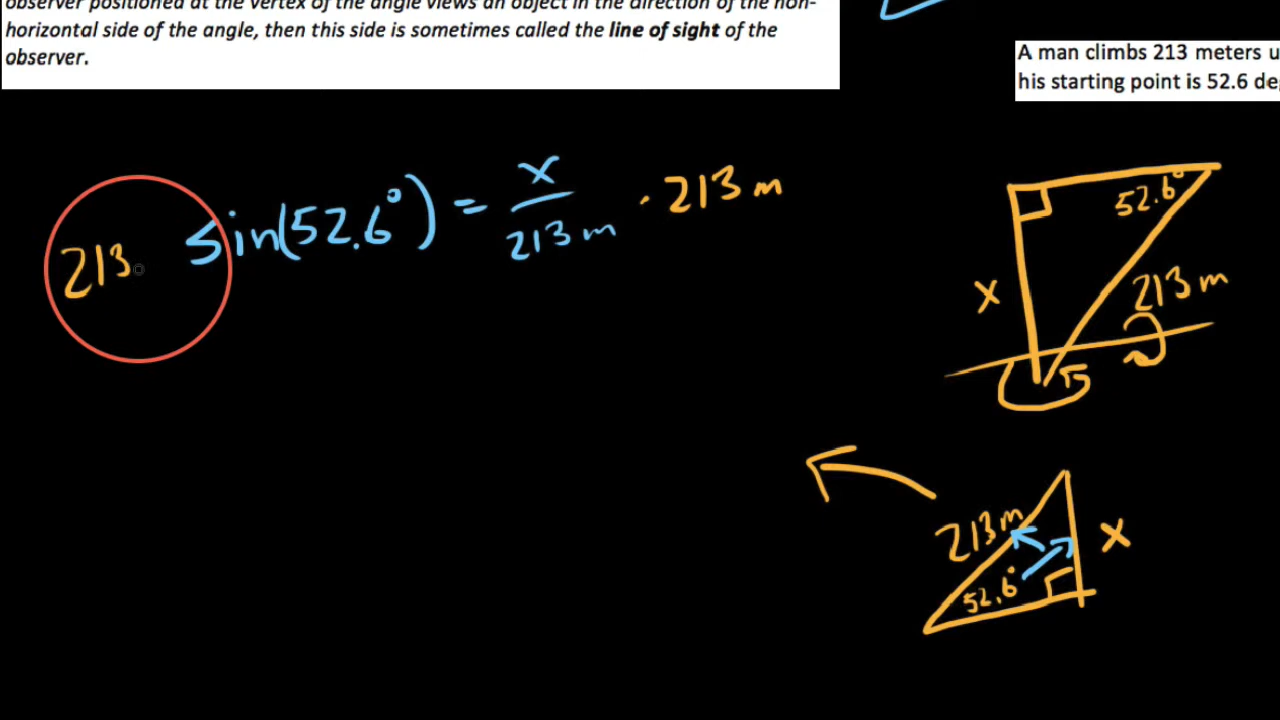 observer positioned at the vertex of the angle views an object in the direction of the non-
horizontal side of the angle, then this side is sometimes called the line of sight of the
observer.
A man climbs 213 meters u
his starting point is 52.6 de
213 sin(52.6°) = x / 213 m · 213 m
52.6°
x
213 m
213 m
x
52.6°